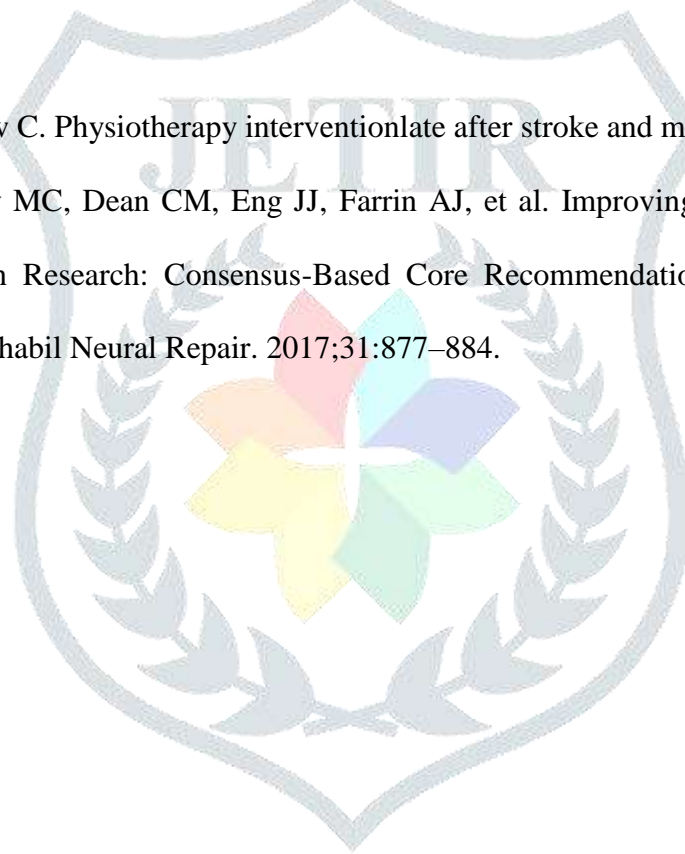 JETIR
C. Physiotherapy interventionlate after stroke and m
MC, Dean CM, Eng JJ, Farrin AJ, et al. Improving
Research: Consensus-Based Core Recommendatio
habil Neural Repair. 2017;31:877–884.